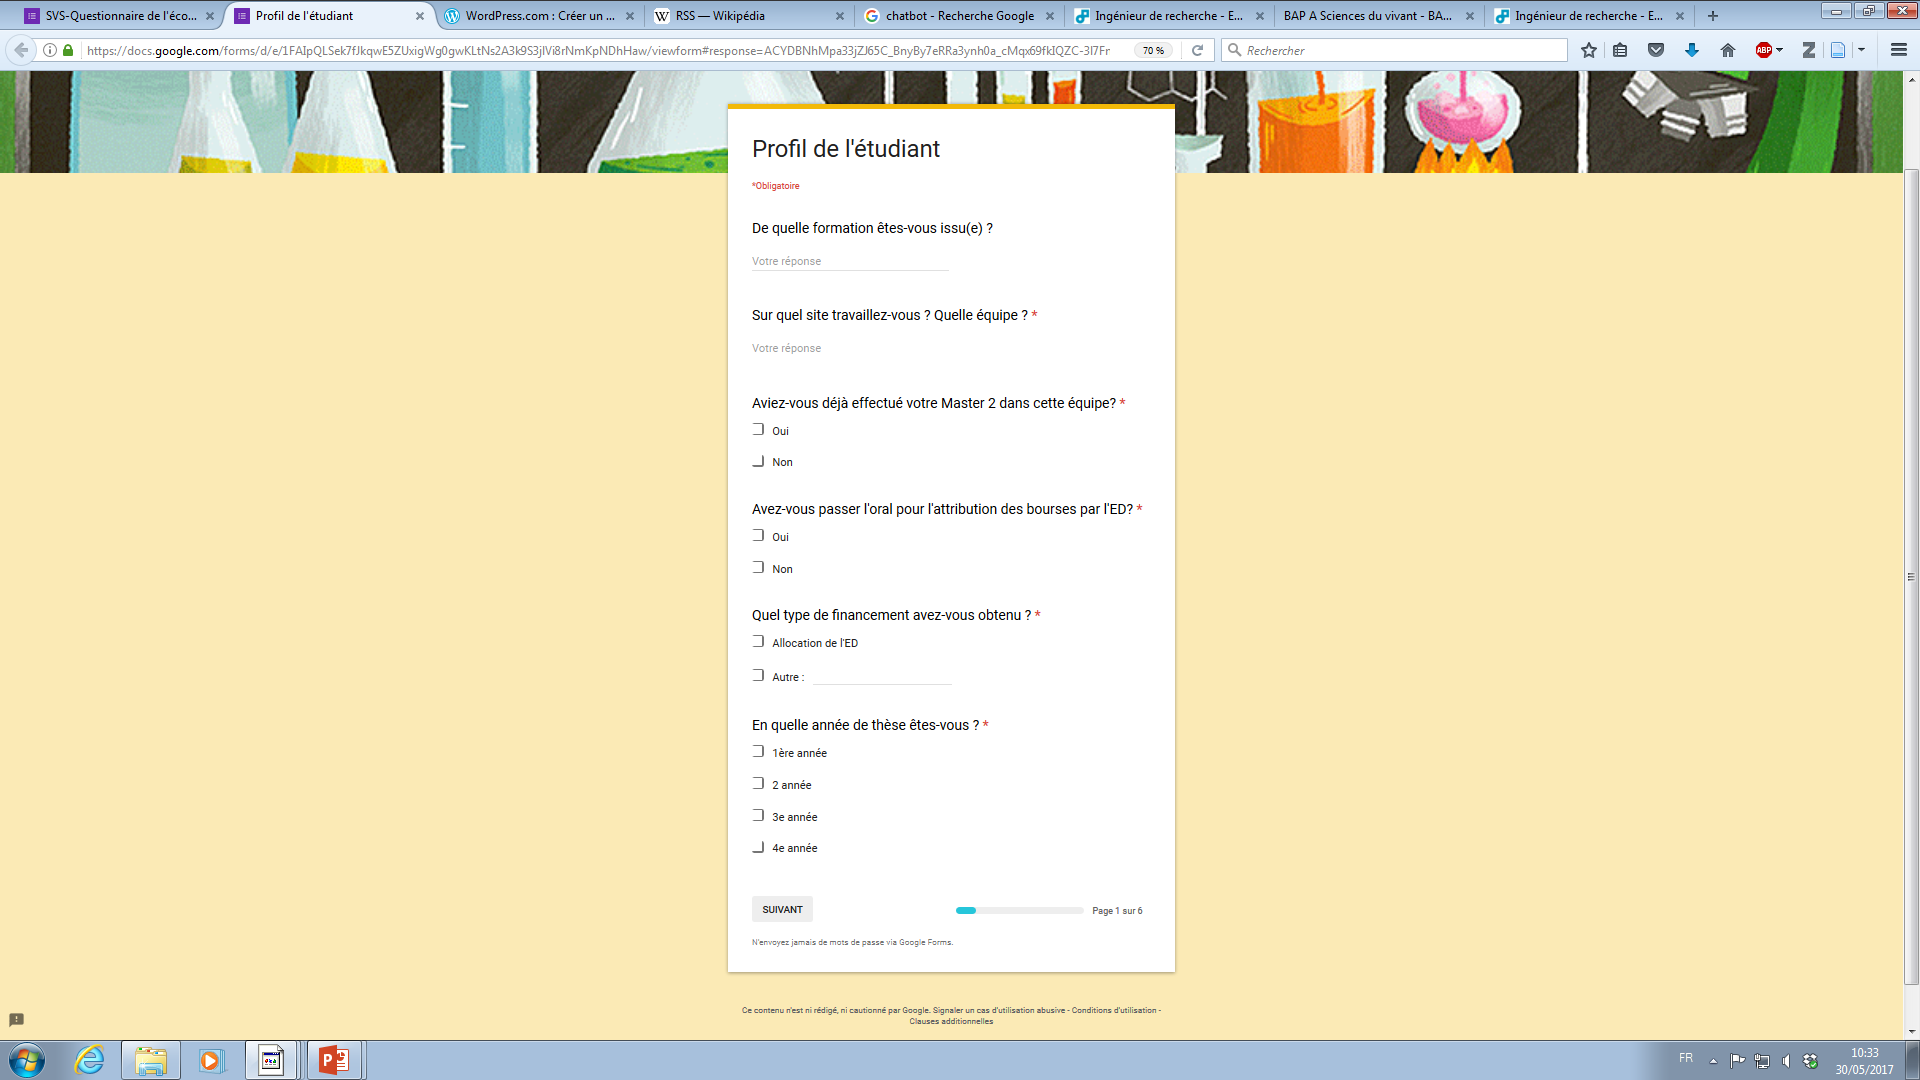 SVS-Questionnaire de l'éco...
Profil de l'étudiant
WordPress.com : Créer un ...
RSS — Wikipédia
chatbot - Recherche Google
Ingénieur de recherche - E...
BAP A Sciences du vivant - BA...
Ingénieur de recherche - E...
https://docs.google.com/forms/d/e/1FAIpQLSek7fJkqwE5ZUxigWg0gwKLtNs2A3k9S3jlVi8rNmKpNDhHaw/viewform#response=ACYDBNhMpa33jZJ65C_BnyBy7eRRa3ynh0a_cMqx69fkIQZC-3l7Fr
70 %
Rechercher
ABP
Profil de l'étudiant
*Obligatoire
De quelle formation êtes-vous issu(e) ?
Votre réponse
Sur quel site travaillez-vous ? Quelle équipe ? *
Votre réponse
Aviez-vous déjà effectué votre Master 2 dans cette équipe? *
Oui
Non
Avez-vous passer l'oral pour l'attribution des bourses par l'ED? *
Oui
Non
Quel type de financement avez-vous obtenu ? *
Allocation de l'ED
Autre :
En quelle année de thèse êtes-vous ? *
1ère année
2 année
3e année
4e année
SUIVANT
Page 1 sur 6
N'envoyez jamais de mots de passe via Google Forms.
Ce contenu n'est ni rédigé, ni cautionné par Google. Signaler un cas d'utilisation abusive - Conditions d'utilisation -
Clauses additionnelles
FR
10:33
30/05/2017